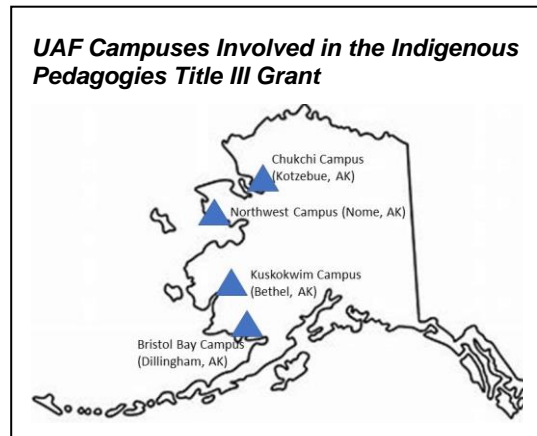 UAF Campuses Involved in the Indigenous
Pedagogies Title III Grant
Chukchi Campus
(Kotzebue, AK)
Northwest Campus (Nome, AK)
Kuskokwim Campus
(Bethel, AK)
Bristol Bay Campus
(Dillingham, AK)